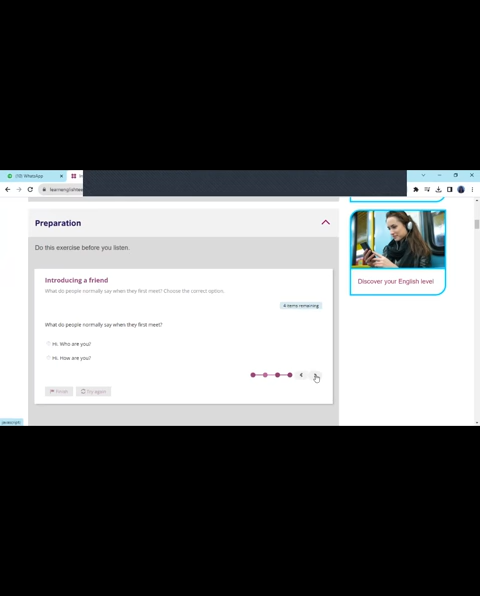 (10) WhatsApp
learnenglishtee
Preparation
Do this exercise before you listen.
Introducing a friend
What do people normally say when they first meet? Choose the correct option.
4 items remaining
What do people normally say when they first meet?
Hi. Who are you?
Hi. How are you?
Finish
Try again
Discover your English level
javascript: